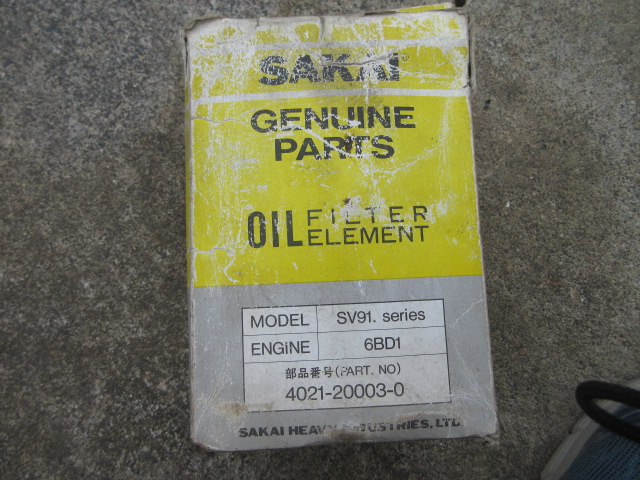 SAKAI
GENUINE
PARTS
OIL FILTER
ELEMENT
MODEL SV91. series
ENGINE 6BD1
部品番号(PART. NO)
4021-20003-0
SAKAI HEAVY INDUSTRIES, LTD.